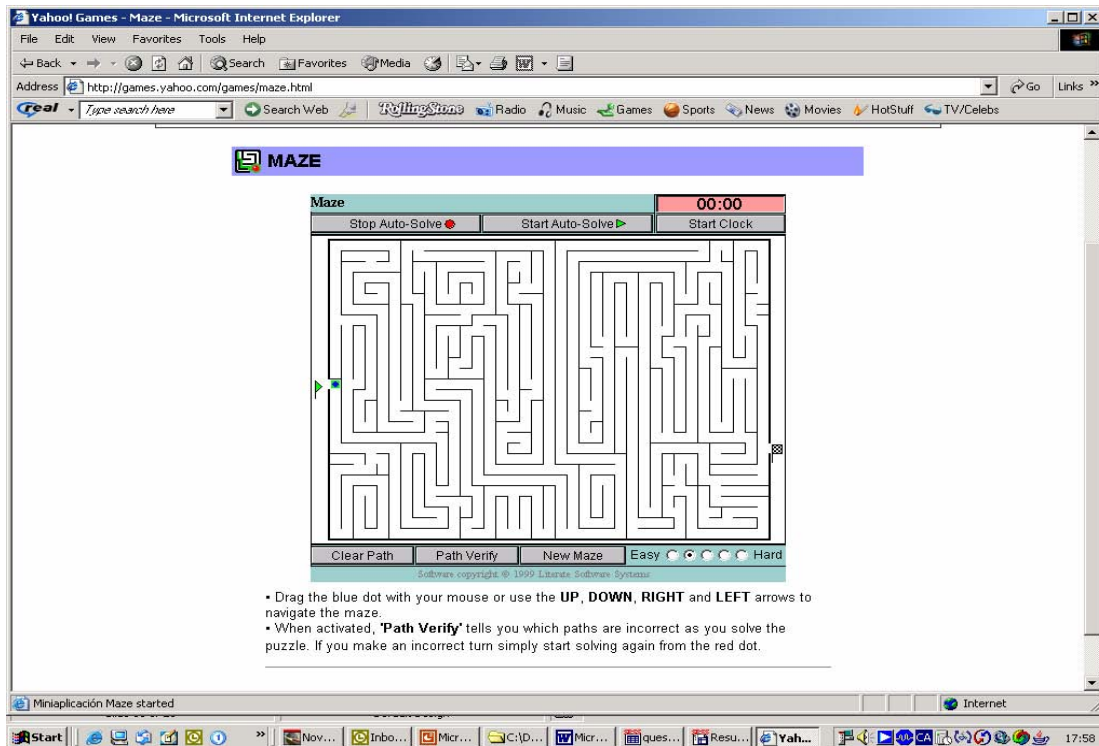 Yahoo! Games - Maze - Microsoft Internet Explorer
File Edit View Favorites Tools Help
Back Search Favorites Media
Address http://games.yahoo.com/games/maze.html Go Links »
real Type search here Search Web RollingStone Radio Music Games Sports News Movies HotStuff TV/Celebs
MAZE
Maze 00:00
Stop Auto-Solve Start Auto-Solve Start Clock
Clear Path Path Verify New Maze Easy Hard
Software copyright © 1999 Literate Software Systems
• Drag the blue dot with your mouse or use the UP, DOWN, RIGHT and LEFT arrows to
navigate the maze.
• When activated, 'Path Verify' tells you which paths are incorrect as you solve the
puzzle. If you make an incorrect turn simply start solving again from the red dot.
Miniaplicación Maze started Internet
Start » Nov... Inbo... Micr... C:\D... Micr... ques... Resu... Yah... CA 17:58